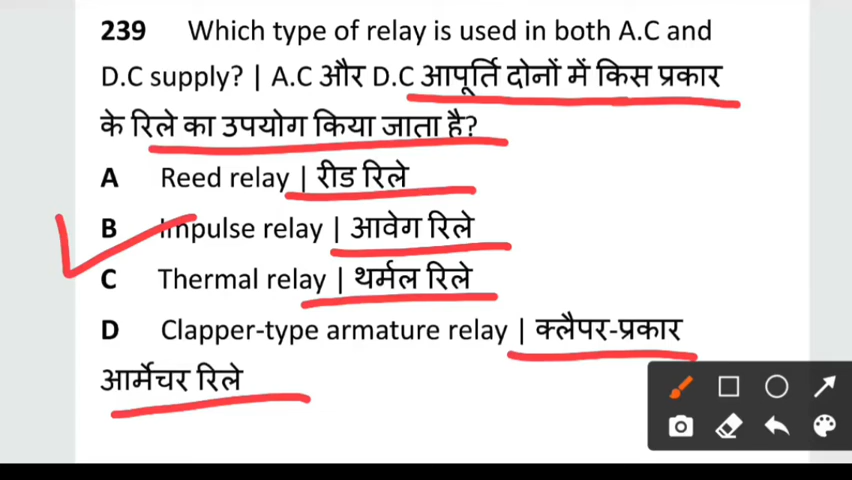 239 Which type of relay is used in both A.C and
D.C supply? | A.C और D.C आपूर्ति दोनों में किस प्रकार
के रिले का उपयोग किया जाता है?
A Reed relay | रीड रिले
B Impulse relay | आवेग रिले
C Thermal relay | थर्मल रिले
D Clapper-type armature relay | क्लैपर-प्रकार
आर्मेचर रिले